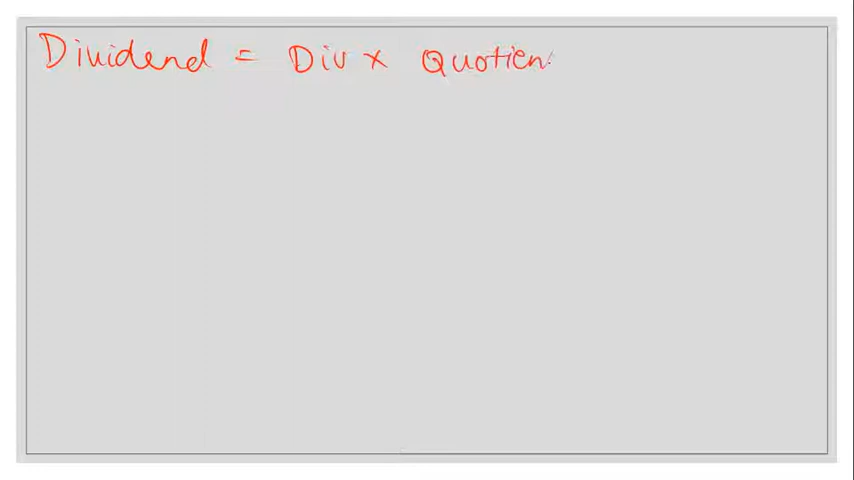 Dividend = Div x Quotien